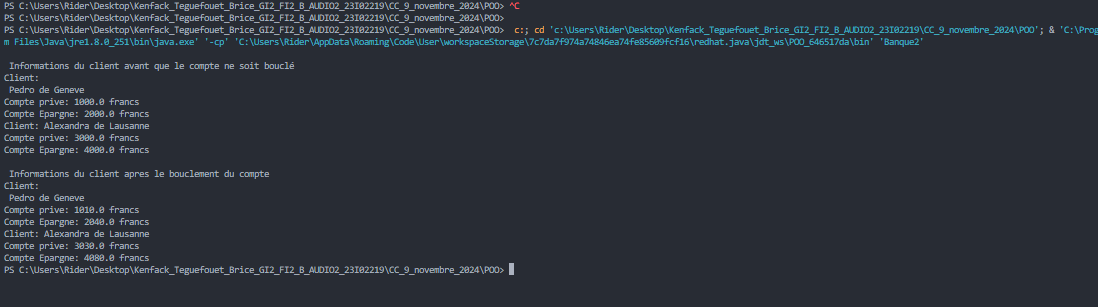 PS C:\Users\Rider\Desktop\Kenfack_Teguefouet_Brice_GI2_FI2_B_AUDIO2_23I02219\CC_9_novembre_2024\POO> ^C
PS C:\Users\Rider\Desktop\Kenfack_Teguefouet_Brice_GI2_FI2_B_AUDIO2_23I02219\CC_9_novembre_2024\POO>
PS C:\Users\Rider\Desktop\Kenfack_Teguefouet_Brice_GI2_FI2_B_AUDIO2_23I02219\CC_9_novembre_2024\POO>  c:; cd 'c:\Users\Rider\Desktop\Kenfack_Teguefouet_Brice_GI2_FI2_B_AUDIO2_23I02219\CC_9_novembre_2024\POO'; & 'C:\Prog
m Files\Java\jre1.8.0_251\bin\java.exe' '-cp' 'C:\Users\Rider\AppData\Roaming\Code\User\workspaceStorage\7c7da7f974a74846ea74fe85609fcf16\redhat.java\jdt_ws\POO_646517da\bin' 'Banque2'
Informations du client avant que le compte ne soit bouclé
Client:
Pedro de Geneve
Compte prive: 1000.0 francs
Compte Epargne: 2000.0 francs
Client: Alexandra de Lausanne
Compte prive: 3000.0 francs
Compte Epargne: 4000.0 francs
Informations du client apres le bouclement du compte
Client:
Pedro de Geneve
Compte prive: 1010.0 francs
Compte Epargne: 2040.0 francs
Client: Alexandra de Lausanne
Compte prive: 3030.0 francs
Compte Epargne: 4080.0 francs
PS C:\Users\Rider\Desktop\Kenfack_Teguefouet_Brice_GI2_FI2_B_AUDIO2_23I02219\CC_9_novembre_2024\POO>